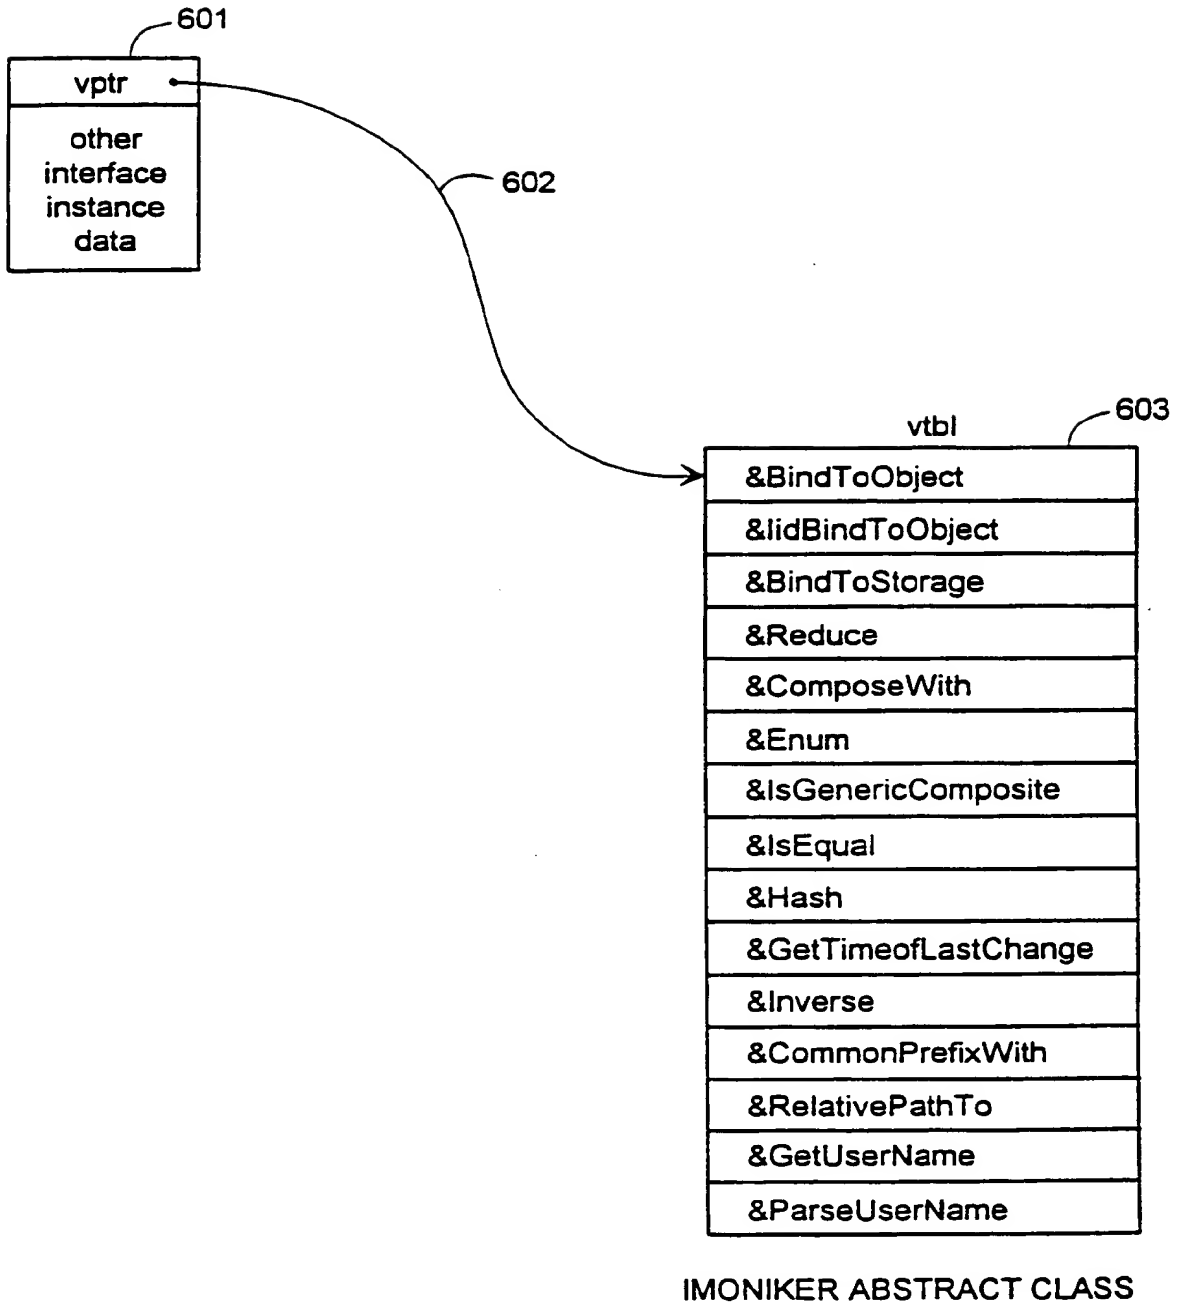 601
vptr
other
interface
instance
data
602
603
vtbl
&BindToObject
&IidBindToObject
&BindToStorage
&Reduce
&ComposeWith
&Enum
&IsGenericComposite
&IsEqual
&Hash
&GetTimeofLastChange
&Inverse
&CommonPrefixWith
&RelativePathTo
&GetUserName
&ParseUserName
IMONIKER ABSTRACT CLASS